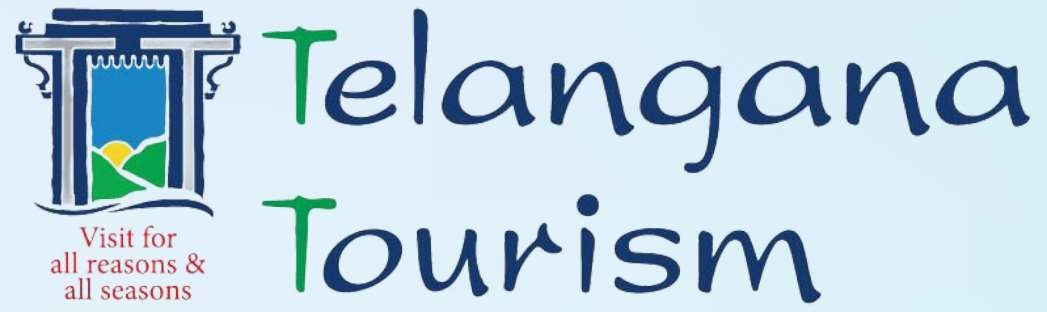 Telangana
Tourism
Visit for
all reasons &
all seasons